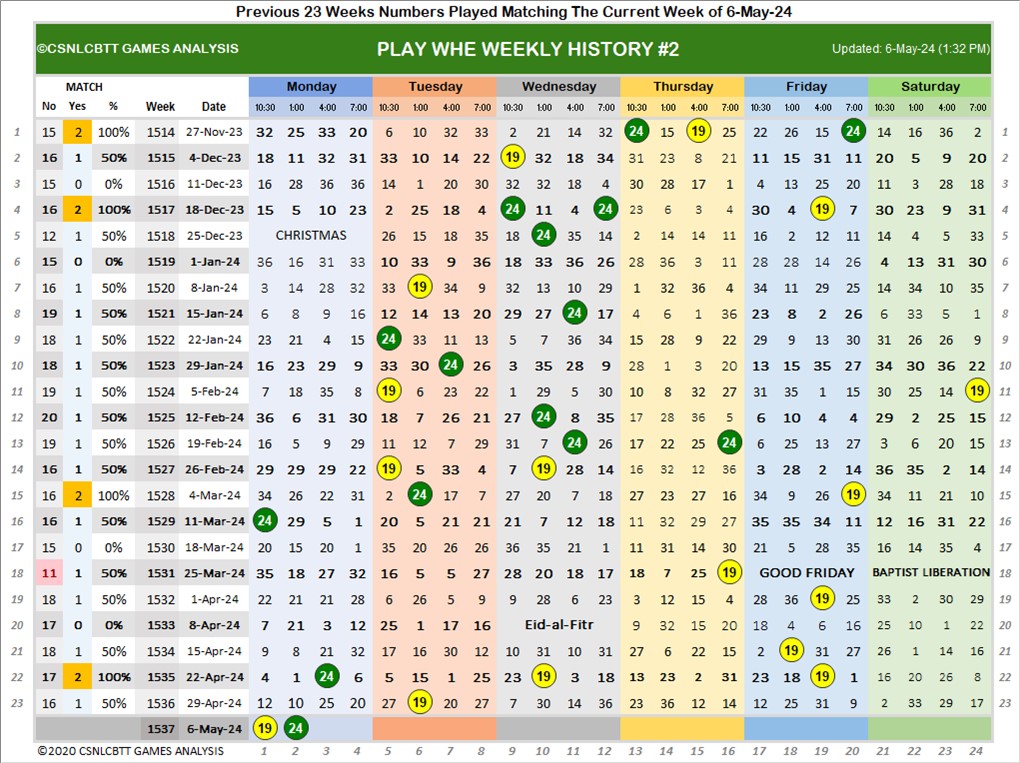 Previous 23 Weeks Numbers Played Matching The Current Week of 6-May-24
©CSNLCBTT GAMES ANALYSIS PLAY WHE WEEKLY HISTORY #2 Updated: 6-May-24 (1:32 PM)
MATCH Monday Tuesday Wednesday Thursday Friday Saturday
No Yes % Week Date 10:30 1:00 4:00 7:00 10:30 1:00 4:00 7:00 10:30 1:00 4:00 7:00 10:30 1:00 4:00 7:00 10:30 1:00 4:00 7:00 10:30 1:00 4:00 7:00
1 15 2 100% 1514 27-Nov-23 32 25 33 20 6 10 32 33 2 21 14 32 24 15 19 25 22 26 15 24 14 16 36 2 1
2 16 1 50% 1515 4-Dec-23 18 11 32 31 33 10 14 22 19 32 18 34 31 23 8 21 11 15 31 11 20 5 9 20 2
3 15 0 0% 1516 11-Dec-23 16 28 36 36 14 1 20 30 32 32 18 4 30 28 17 1 4 13 25 20 11 3 28 18 3
4 16 2 100% 1517 18-Dec-23 15 5 10 23 2 25 18 4 24 11 4 24 23 6 3 4 30 4 19 7 30 23 9 31 4
5 12 1 50% 1518 25-Dec-23 CHRISTMAS 26 15 18 35 18 24 35 14 2 14 14 11 16 2 12 11 14 4 5 33 5
6 15 0 0% 1519 1-Jan-24 36 16 31 33 10 33 9 36 18 33 36 26 28 36 3 11 28 28 14 26 4 13 31 30 6
7 16 1 50% 1520 8-Jan-24 3 14 28 32 33 19 34 9 32 13 10 29 1 32 36 4 34 11 29 25 14 34 10 35 7
8 19 1 50% 1521 15-Jan-24 6 8 9 16 12 14 13 20 29 27 24 17 4 6 1 36 23 8 2 26 6 33 5 1 8
9 18 1 50% 1522 22-Jan-24 23 21 4 15 24 33 11 13 5 7 36 34 15 28 9 22 29 9 13 30 31 26 26 9 9
10 18 1 50% 1523 29-Jan-24 16 23 29 9 33 30 24 26 3 35 28 9 28 1 3 20 13 15 35 27 34 30 36 22 10
11 19 1 50% 1524 5-Feb-24 7 18 35 8 19 6 23 22 1 29 5 30 10 8 32 27 31 35 1 15 30 25 14 19 11
12 20 1 50% 1525 12-Feb-24 36 6 31 30 18 7 26 21 27 24 8 35 17 28 36 5 6 10 4 4 29 2 25 15 12
13 19 1 50% 1526 19-Feb-24 16 5 9 29 11 12 7 29 31 7 24 26 17 22 25 24 6 25 13 27 3 6 20 15 13
14 16 1 50% 1527 26-Feb-24 29 29 29 22 19 5 33 4 7 19 28 14 16 32 12 36 3 28 2 14 36 35 2 14 14
15 16 2 100% 1528 4-Mar-24 34 26 22 31 2 24 17 7 27 20 7 18 27 23 27 16 34 9 26 19 34 11 21 10 15
16 16 1 50% 1529 11-Mar-24 24 29 5 1 20 5 21 21 21 7 12 18 11 32 29 27 35 35 34 11 12 16 31 22 16
17 15 0 0% 1530 18-Mar-24 20 15 20 1 35 20 26 26 36 35 21 1 11 31 14 30 21 5 28 35 16 14 35 4 17
18 11 1 50% 1531 25-Mar-24 35 18 27 32 16 5 5 27 28 20 18 17 18 7 25 19 GOOD FRIDAY BAPTIST LIBERATION 18
19 18 1 50% 1532 1-Apr-24 22 21 21 28 6 26 5 9 9 28 6 23 3 12 15 4 28 36 19 25 33 2 30 29 19
20 17 0 0% 1533 8-Apr-24 7 21 3 12 25 1 17 16 Eid-al-Fitr 9 32 15 20 18 4 6 16 25 10 1 22 20
21 18 1 50% 1534 15-Apr-24 9 8 21 32 17 16 30 12 10 31 10 31 27 6 22 15 2 19 31 27 26 1 14 16 21
22 17 2 100% 1535 22-Apr-24 4 1 24 6 5 15 1 25 23 19 3 18 13 23 2 31 23 18 19 1 16 20 26 8 22
23 16 1 50% 1536 29-Apr-24 12 10 25 20 27 19 20 27 7 30 14 36 23 36 12 14 12 25 31 9 2 33 29 17 23
1537 6-May-24 19 24
©2020 CSNLCBTT GAMES ANALYSIS 1 2 3 4 5 6 7 8 9 10 11 12 13 14 15 16 17 18 19 20 21 22 23 24